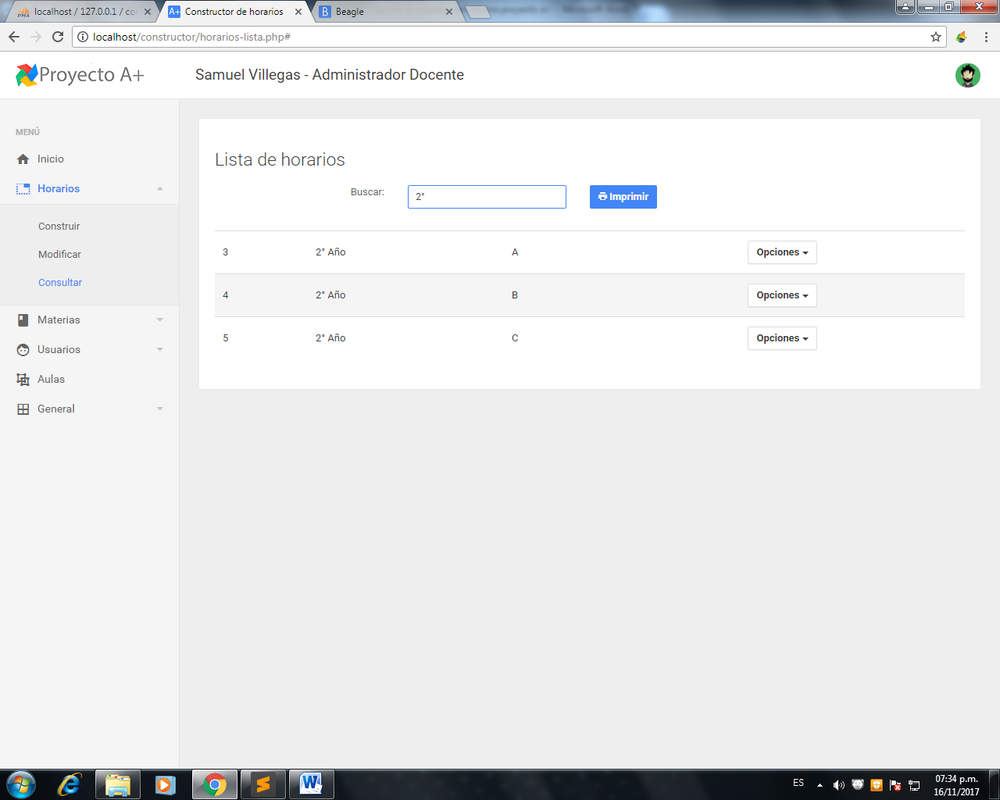 localhost / 127.0.0.1 / co
Constructor de horarios
Beagle
localhost/constructor/horarios-lista.php#
Proyecto A+
Samuel Villegas - Administrador Docente
MENÚ
Inicio
Horarios
Construir
Modificar
Consultar
Materias
Usuarios
Aulas
General
Lista de horarios
Buscar:
2°
Imprimir
3 2° Año A Opciones
4 2° Año B Opciones
5 2° Año C Opciones
ES
07:34 p.m.
16/11/2017